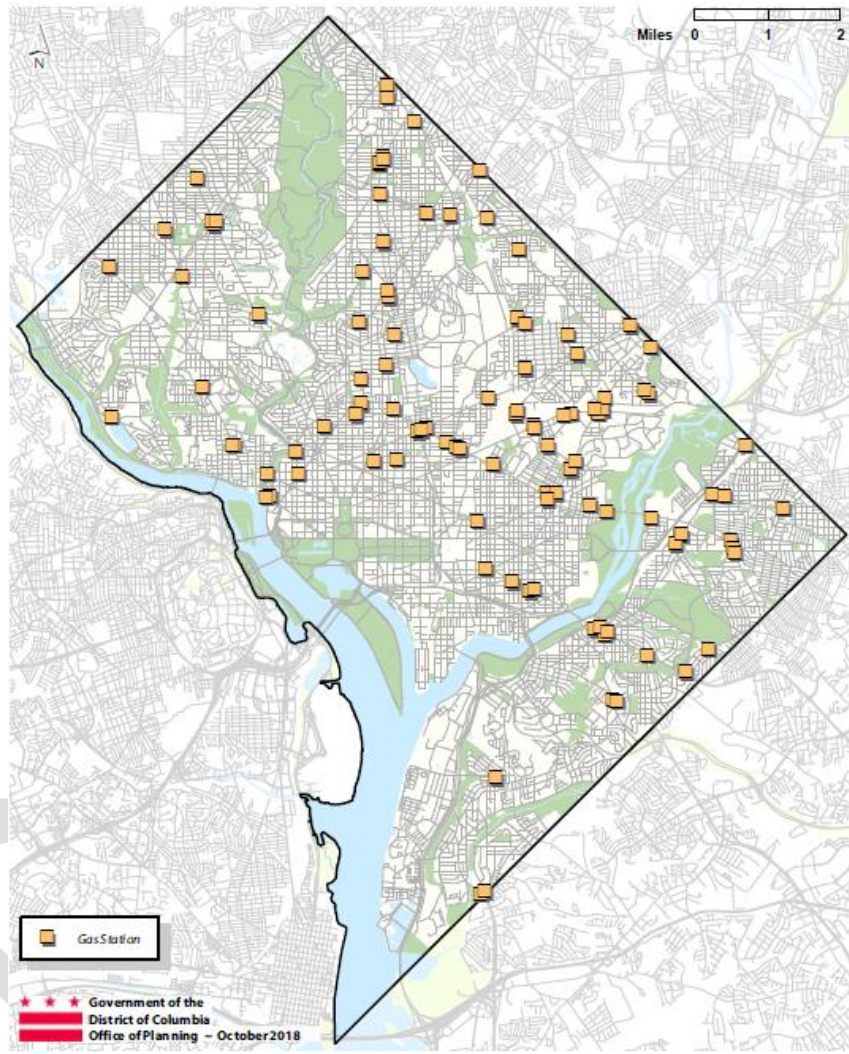 Miles 0 1 2
N
Gas Station
Government of the
District of Columbia
Office of Planning ~ October 2018